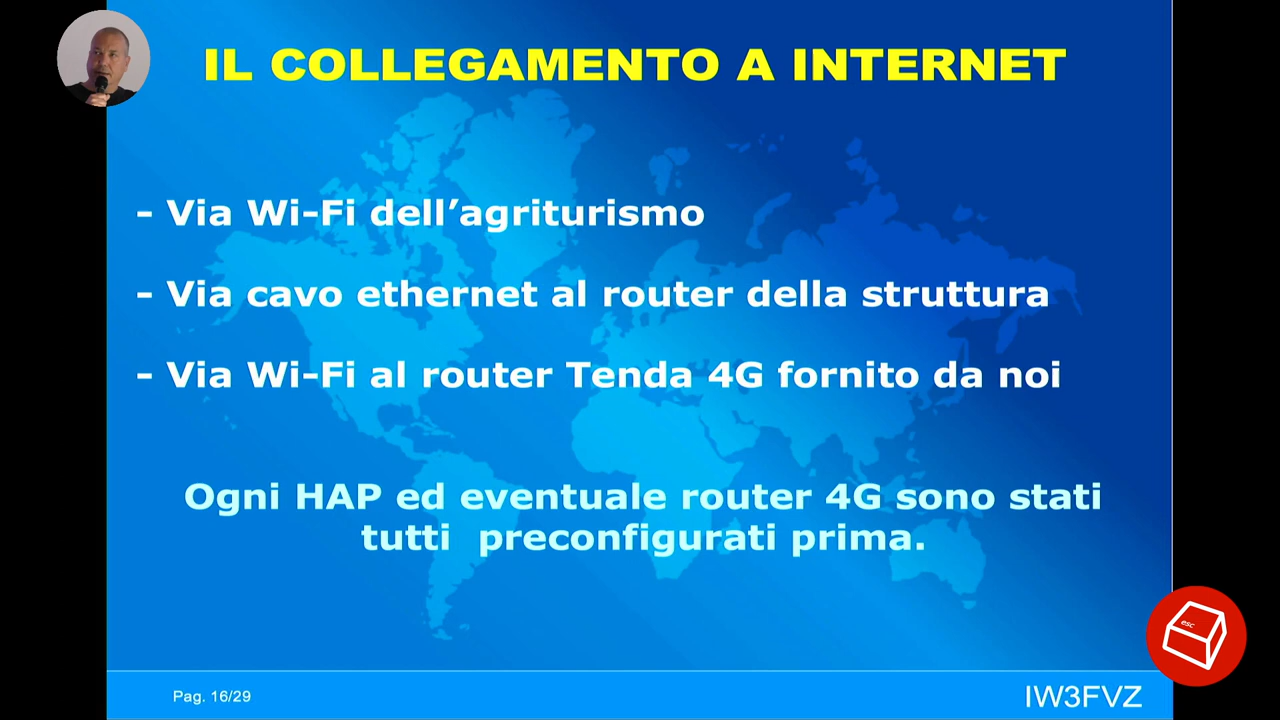 IL COLLEGAMENTO A INTERNET
- Via Wi-Fi dell’agriturismo
- Via cavo ethernet al router della struttura
- Via Wi-Fi al router Tenda 4G fornito da noi
Ogni HAP ed eventuale router 4G sono stati
tutti preconfigurati prima.
esc
Pag. 16/29
IW3FVZ